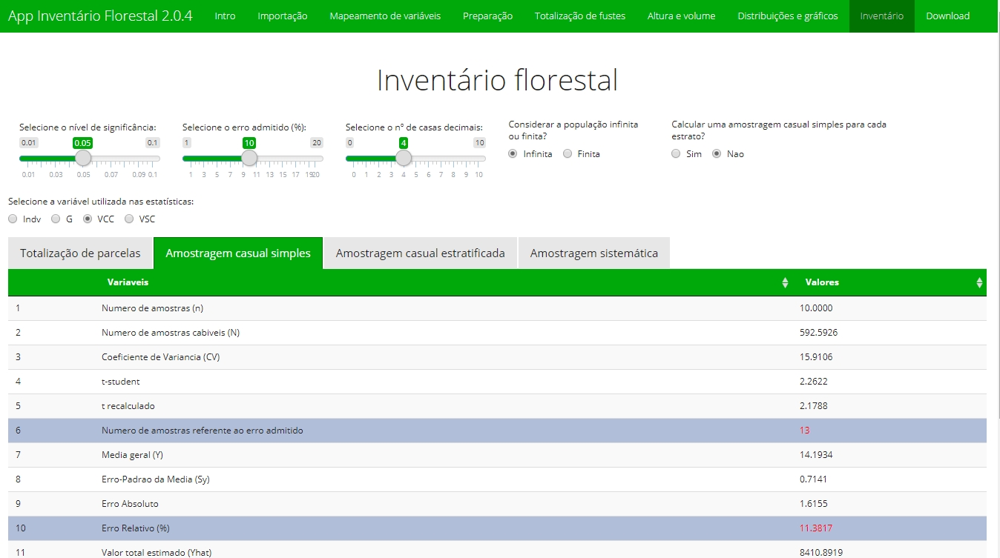 App Inventário Florestal 2.0.4 Intro Importação Mapeamento de variáveis Preparação Totalização de fustes Altura e volume Distribuições e gráficos Inventário Download
Inventário florestal
Selecione o nível de significância: Selecione o erro admitido (%): Selecione o nº de casas decimais: Considerar a população infinita ou finita? Calcular uma amostragem casual simples para cada estrato?
0.01 0.05 0.1 1 10 20 0 4 10
Infinita Finita Sim Nao
0.01 0.03 0.05 0.07 0.09 0.1 1 3 5 7 9 11 13 15 17 19 20 0 1 2 3 4 5 6 7 8 9 10
Selecione a variável utilizada nas estatísticas:
Indv G VCC VSC
Totalização de parcelas Amostragem casual simples Amostragem casual estratificada Amostragem sistemática
Variaveis Valores
1 Numero de amostras (n) 10.0000
2 Numero de amostras cabiveis (N) 592.5926
3 Coeficiente de Variancia (CV) 15.9106
4 t-student 2.2622
5 t recalculado 2.1788
6 Numero de amostras referente ao erro admitido 13
7 Media geral (Y) 14.1934
8 Erro-Padrao da Media (Sy) 0.7141
9 Erro Absoluto 1.6155
10 Erro Relativo (%) 11.3817
11 Valor total estimado (Yhat) 8410.8919